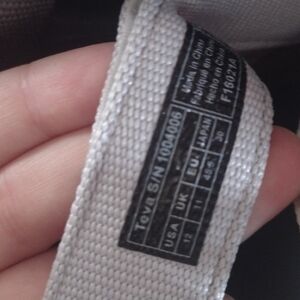 Teva S/N 1004006
USA UK EU JAPAN
12 11 45.5 30
Made in China
Fabriqué en Chine
Hecho en China
F16021A